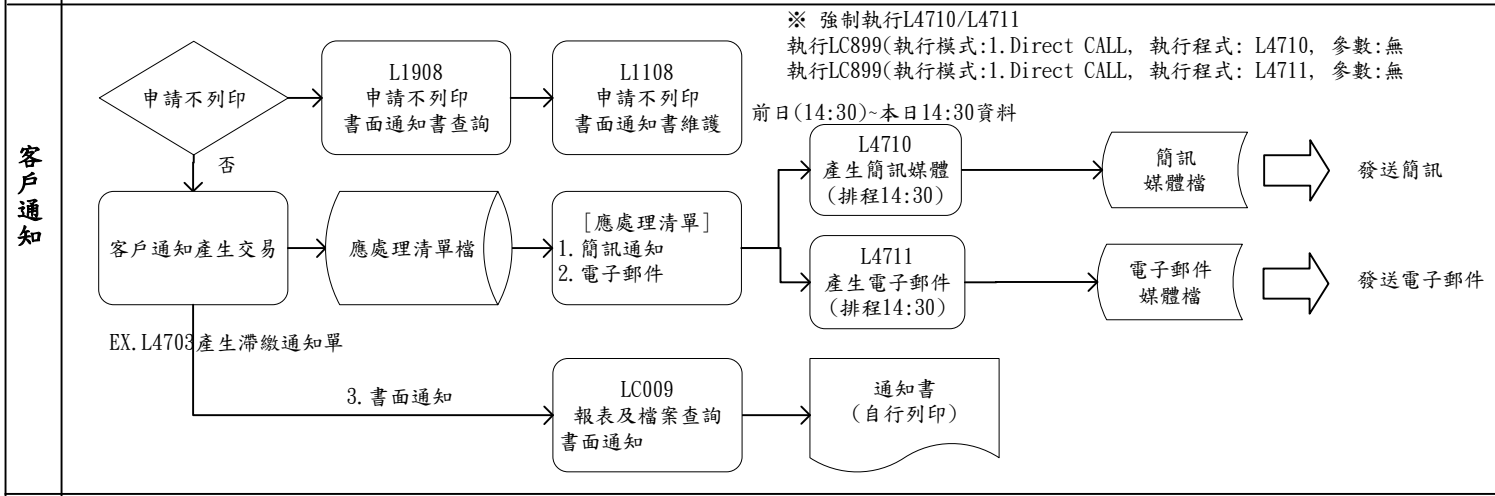 ※ 強制執行L4710/L4711
執行LC899(執行模式:1.Direct CALL, 執行程式: L4710, 參數:無
執行LC899(執行模式:1.Direct CALL, 執行程式: L4711, 參數:無
客戶通知
申請不列印
L1908
申請不列印
書面通知書查詢
L1108
申請不列印
書面通知書維護
前日(14:30)~本日14:30資料
否
客戶通知產生交易
應處理清單檔
[應處理清單]
1.簡訊通知
2.電子郵件
L4710
產生簡訊媒體
(排程14:30)
簡訊
媒體檔
發送簡訊
L4711
產生電子郵件
(排程14:30)
電子郵件
媒體檔
發送電子郵件
EX.L4703產生滯繳通知單
3.書面通知
LC009
報表及檔案查詢
書面通知
通知書
(自行列印)